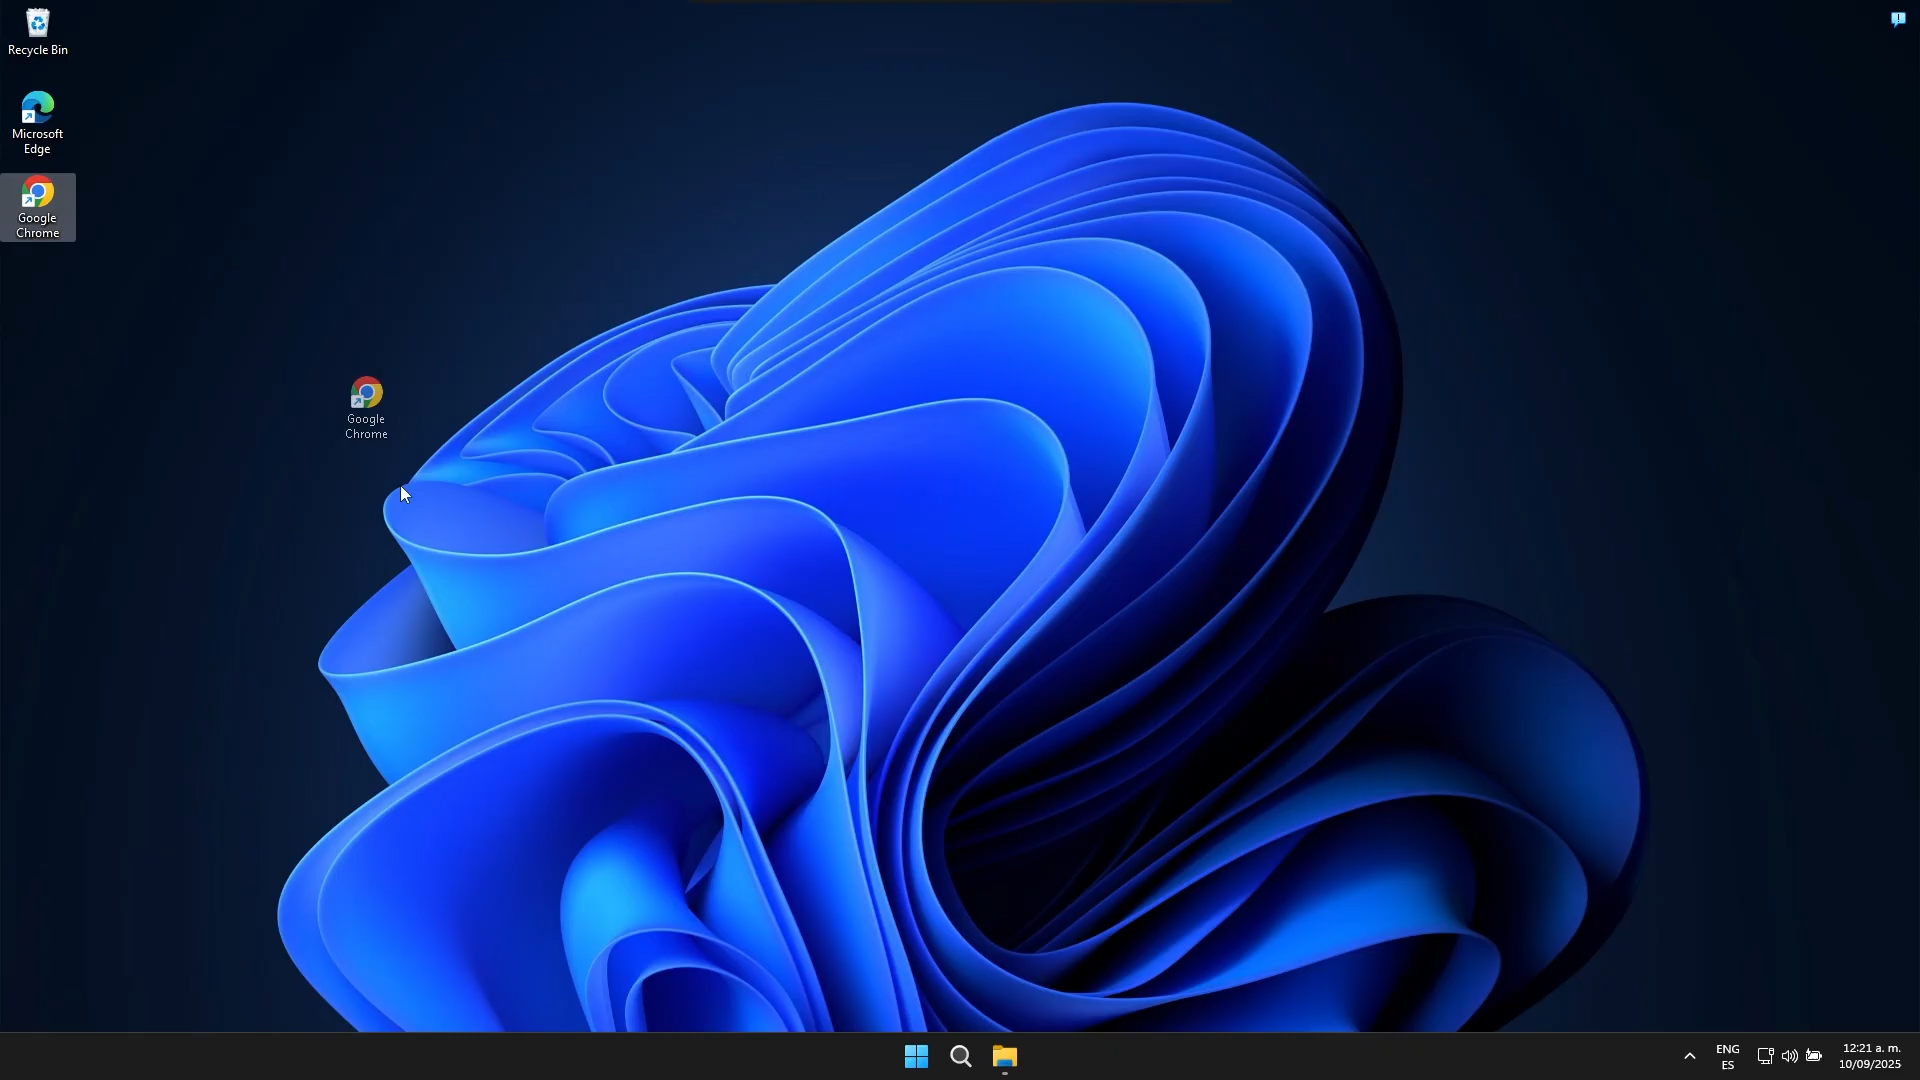 Recycle Bin
Microsoft
Edge
Google
Chrome
Google
Chrome
ENG
ES
12:21 a. m.
10/09/2025